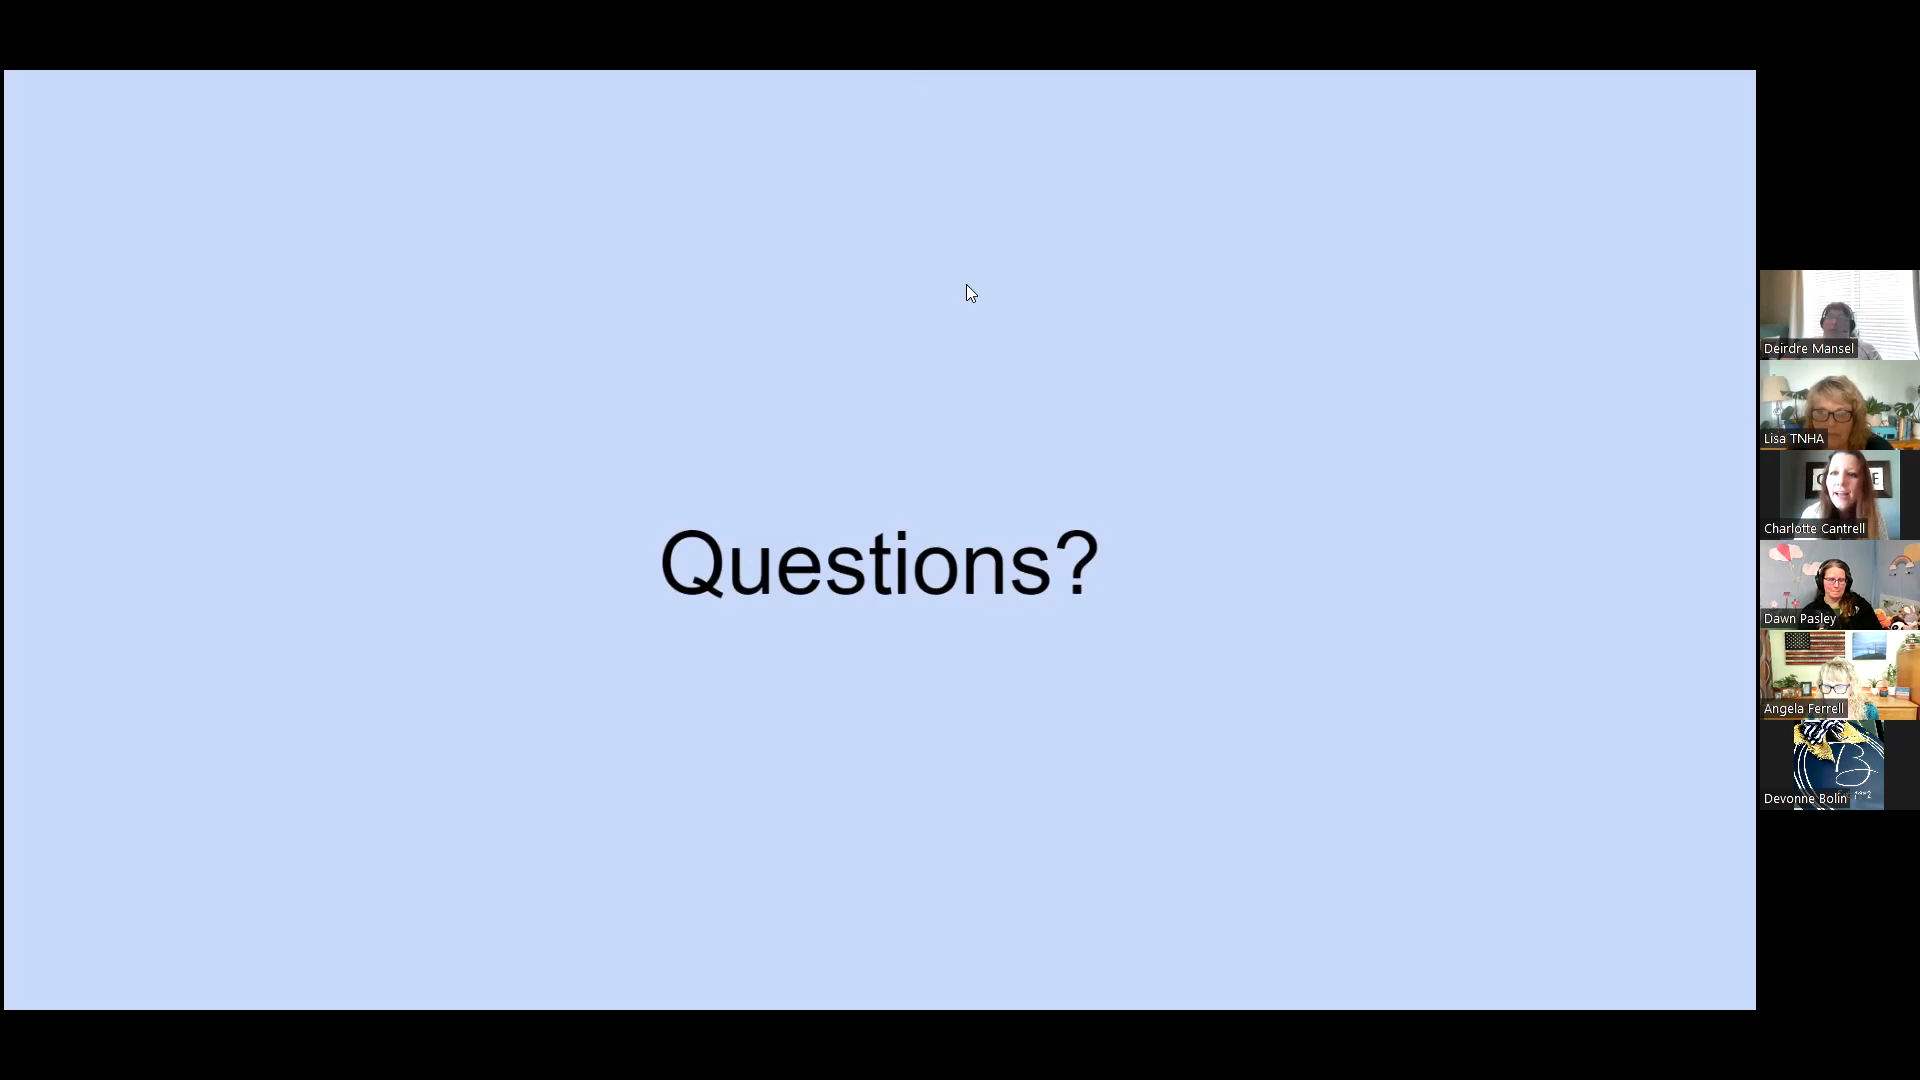 Questions?
Deirdre Mansel
Lisa TNHA
Charlotte Cantrell
Dawn Pasley
Angela Ferrell
B
Devonne Bolin